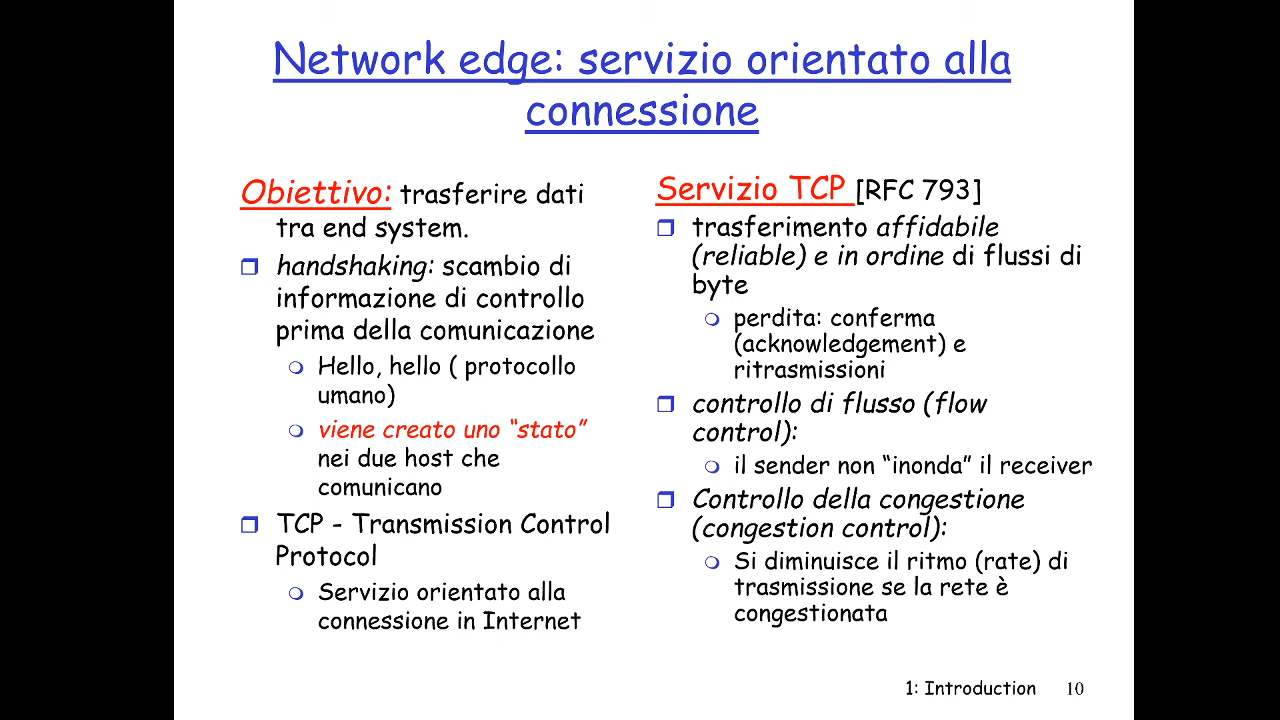 Network edge: servizio orientato alla
connessione
Obiettivo: trasferire dati
tra end system.
handshaking: scambio di
informazione di controllo
prima della comunicazione
Hello, hello ( protocollo
umano)
viene creato uno “stato”
nei due host che
comunicano
TCP - Transmission Control
Protocol
Servizio orientato alla
connessione in Internet
Servizio TCP [RFC 793]
trasferimento affidabile
(reliable) e in ordine di flussi di
byte
perdita: conferma
(acknowledgement) e
ritrasmissioni
controllo di flusso (flow
control):
il sender non “inonda” il receiver
Controllo della congestione
(congestion control):
Si diminuisce il ritmo (rate) di
trasmissione se la rete è
congestionata
1: Introduction 10